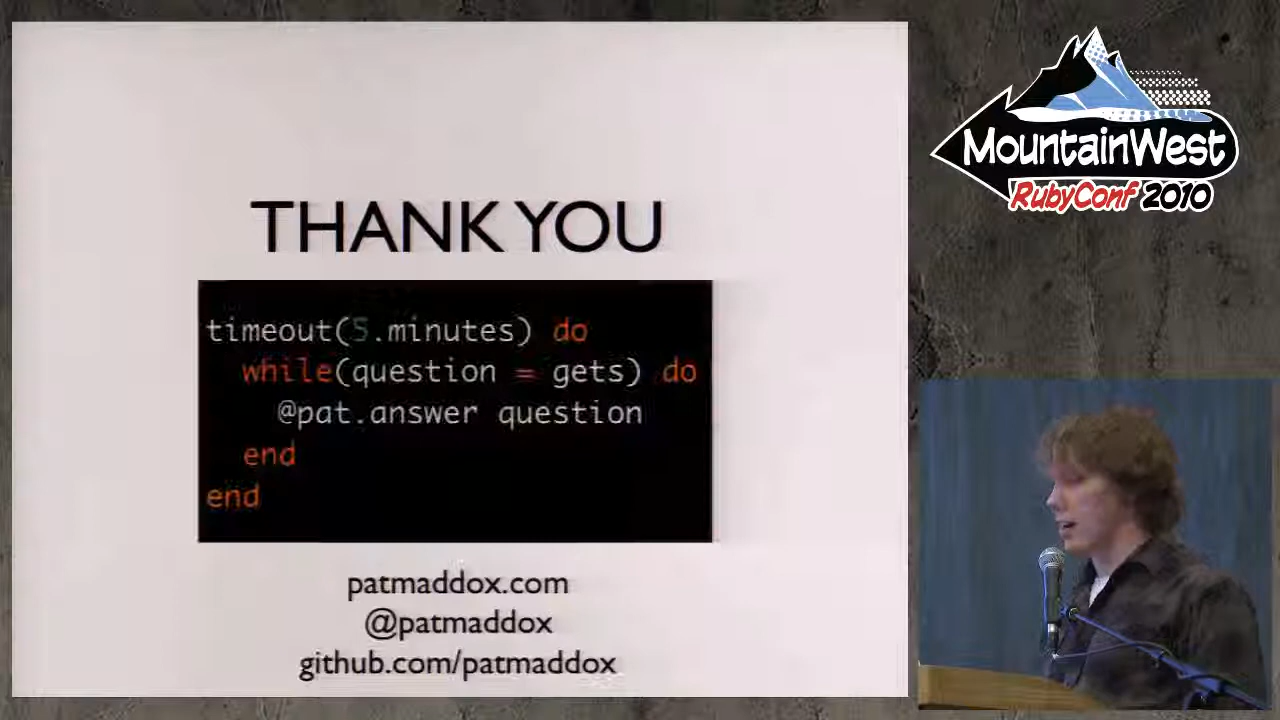 THANK YOU
timeout(5.minutes) do
  while(question = gets) do
    @pat.answer question
  end
end
patmaddox.com
@patmaddox
github.com/patmaddox
MountainWest
RubyConf 2010